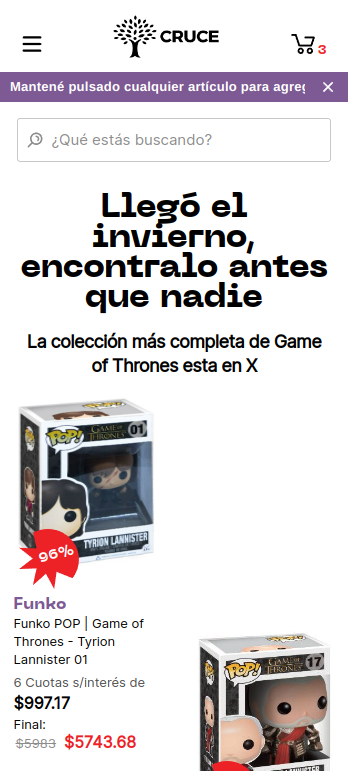 CRUCE
3
Mantené pulsado cualquier artículo para agreg
¿Qué estás buscando?
Llegó el
invierno,
encontralo antes
que nadie
La colección más completa de Game
of Thrones esta en X
POP!
GAME OF THRONES
01
TYRION LANNISTER
96%
Funko
Funko POP | Game of
Thrones - Tyrion
Lannister 01
6 Cuotas s/interés de
$997.17
Final:
$5983 $5743.68
POP!
GAME OF THRONES
17